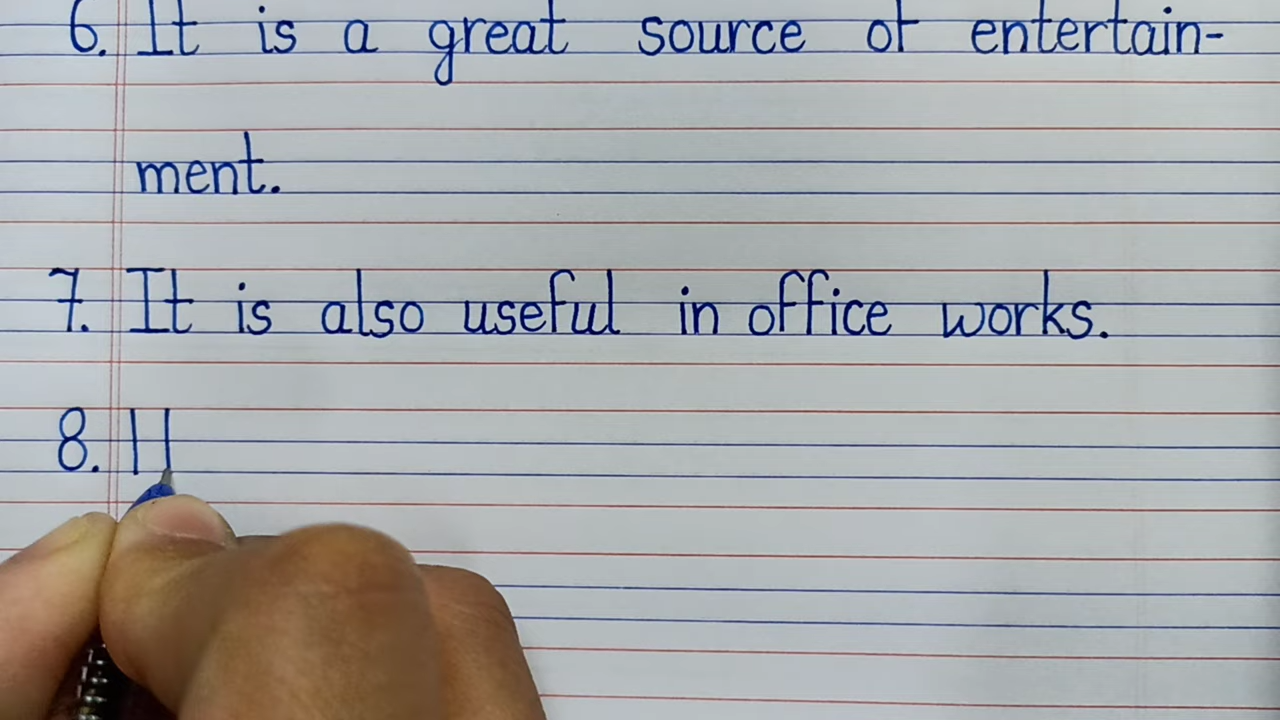 6. It is a great source of entertain-
ment.
7. It is also useful in office works.
8.